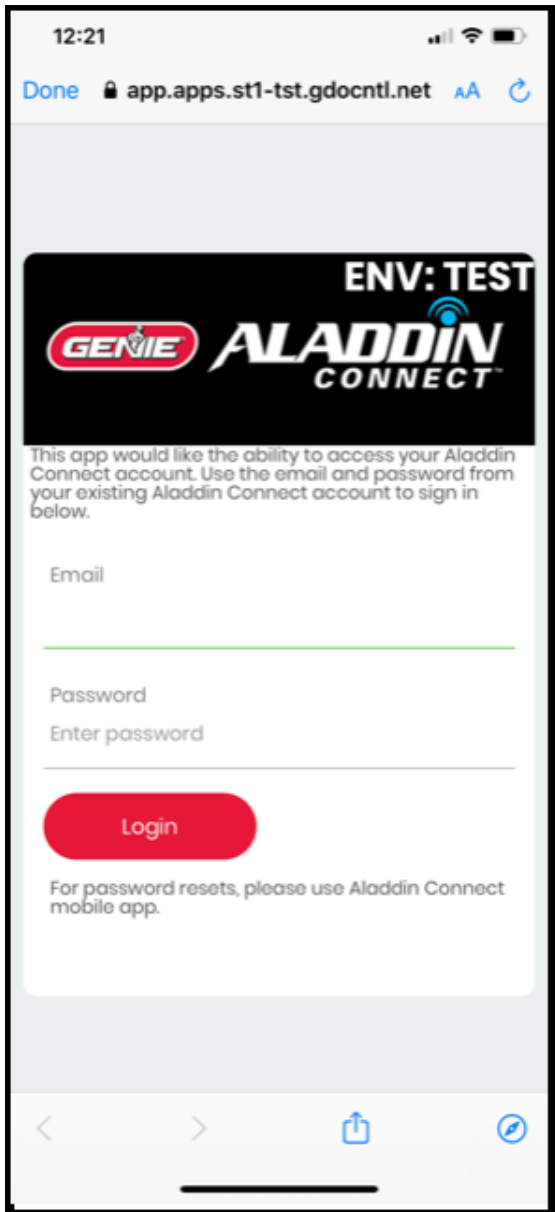 12:21
Done app.apps.st1-tst.gdocntl.net AA
ENV: TEST
GENIE ALADDIN
CONNECT™
This app would like the ability to access your Aladdin
Connect account. Use the email and password from
your existing Aladdin Connect account to sign in
below.
Email
Password
Enter password
Login
For password resets, please use Aladdin Connect
mobile app.